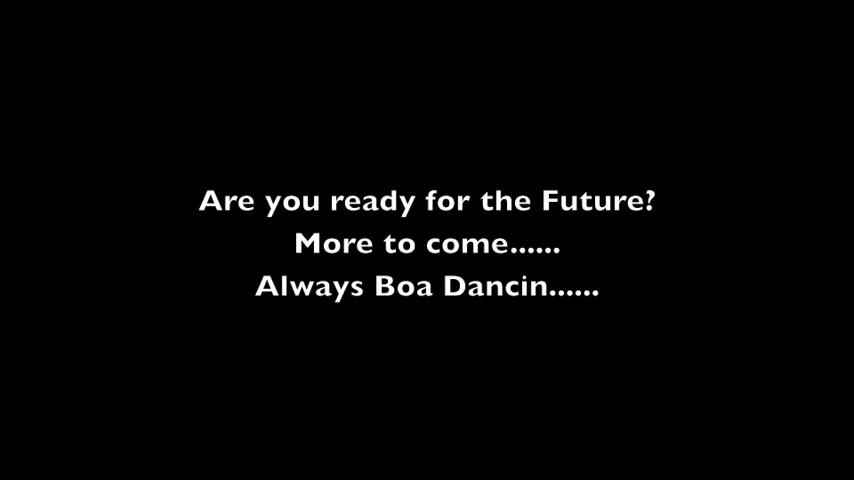 Are you ready for the Future?
More to come......
Always Boa Dancin......